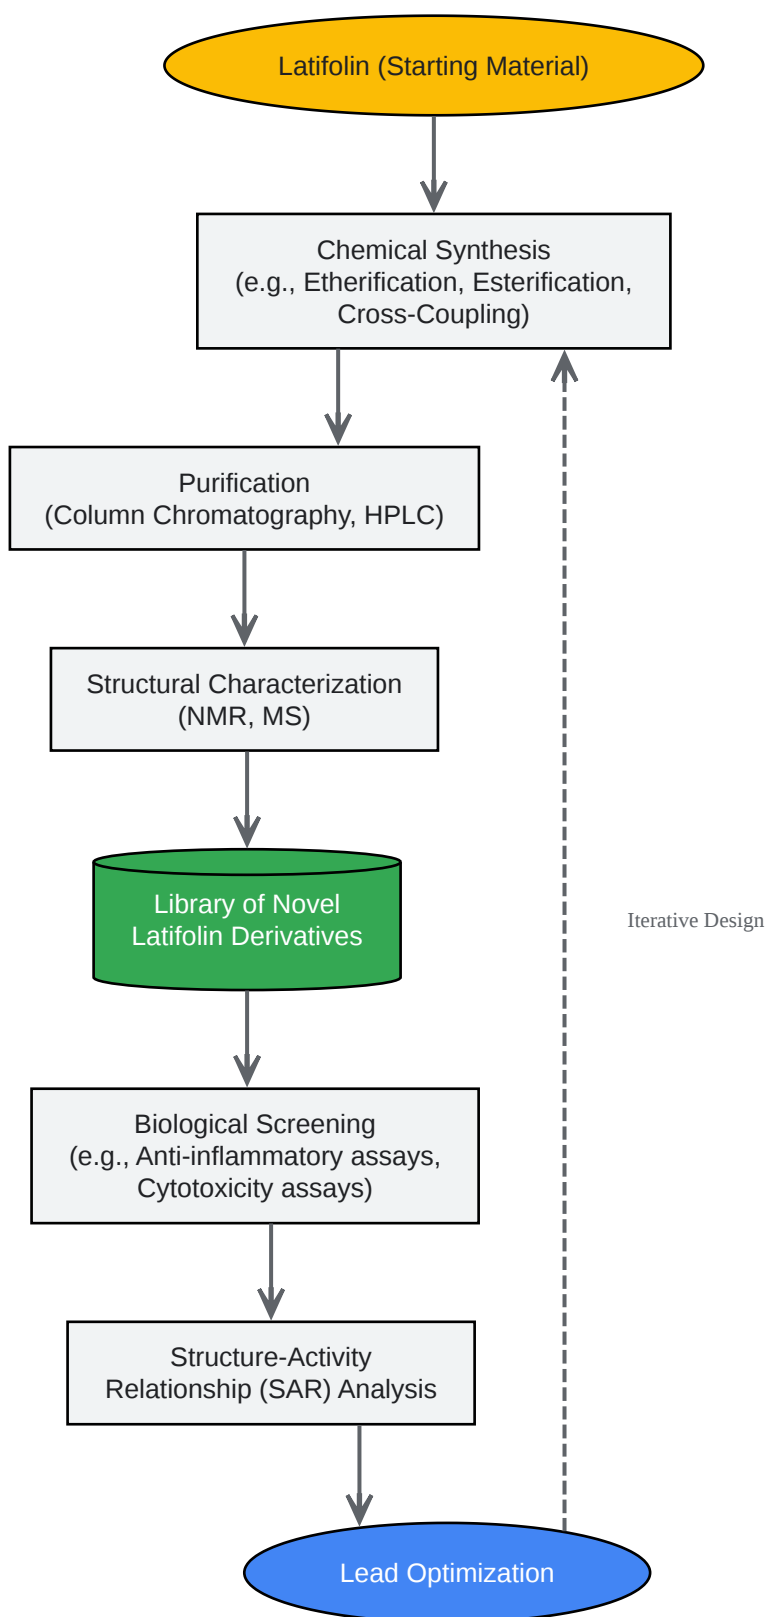 Latifolin (Starting Material)
Chemical Synthesis
(e.g., Etherification, Esterification,
Cross-Coupling)
Purification
(Column Chromatography, HPLC)
Structural Characterization
(NMR, MS)
Library of Novel
Latifolin Derivatives
Iterative Design
Biological Screening
(e.g., Anti-inflammatory assays,
Cytotoxicity assays)
Structure-Activity
Relationship (SAR) Analysis
Lead Optimization